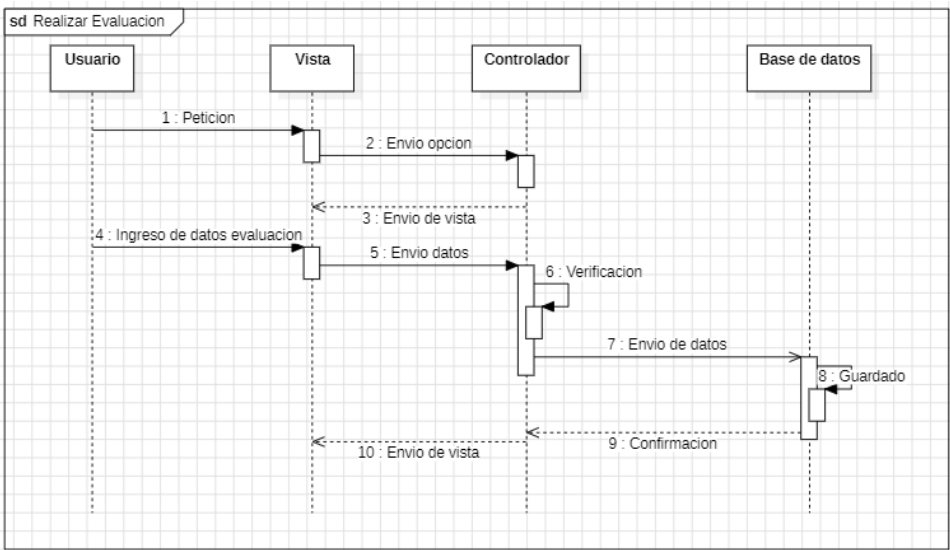 sd Realizar Evaluacion
Usuario
Vista
Controlador
Base de datos
1 : Peticion
2 : Envio opcion
3 : Envio de vista
4 : Ingreso de datos evaluacion
5 : Envio datos
6 : Verificacion
7 : Envio de datos
8 : Guardado
9 : Confirmacion
10 : Envio de vista